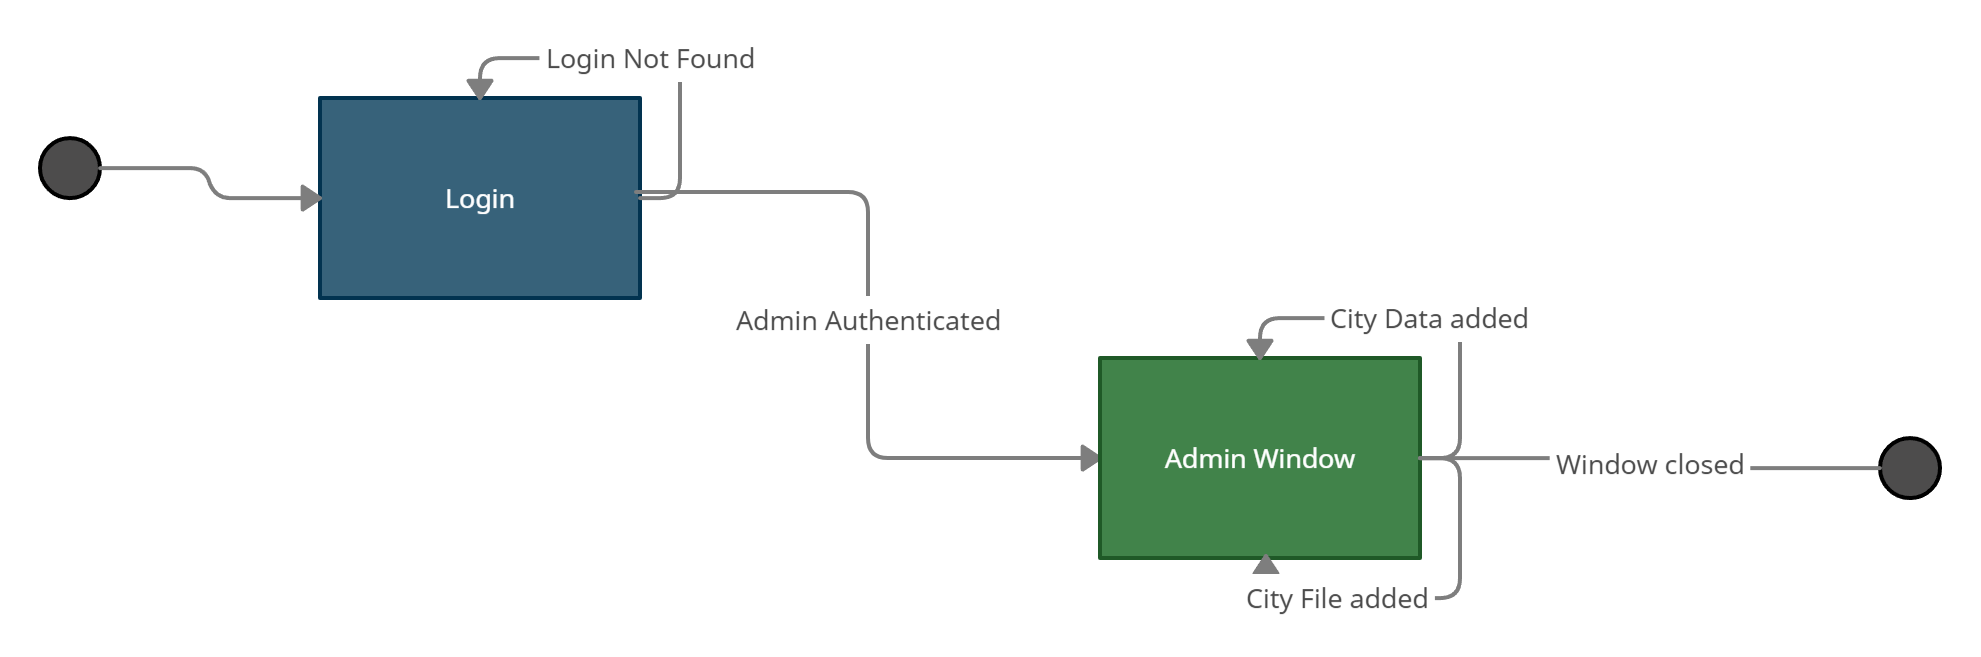 Login Not Found
Login
Admin Authenticated
City Data added
Admin Window
Window closed
City File added